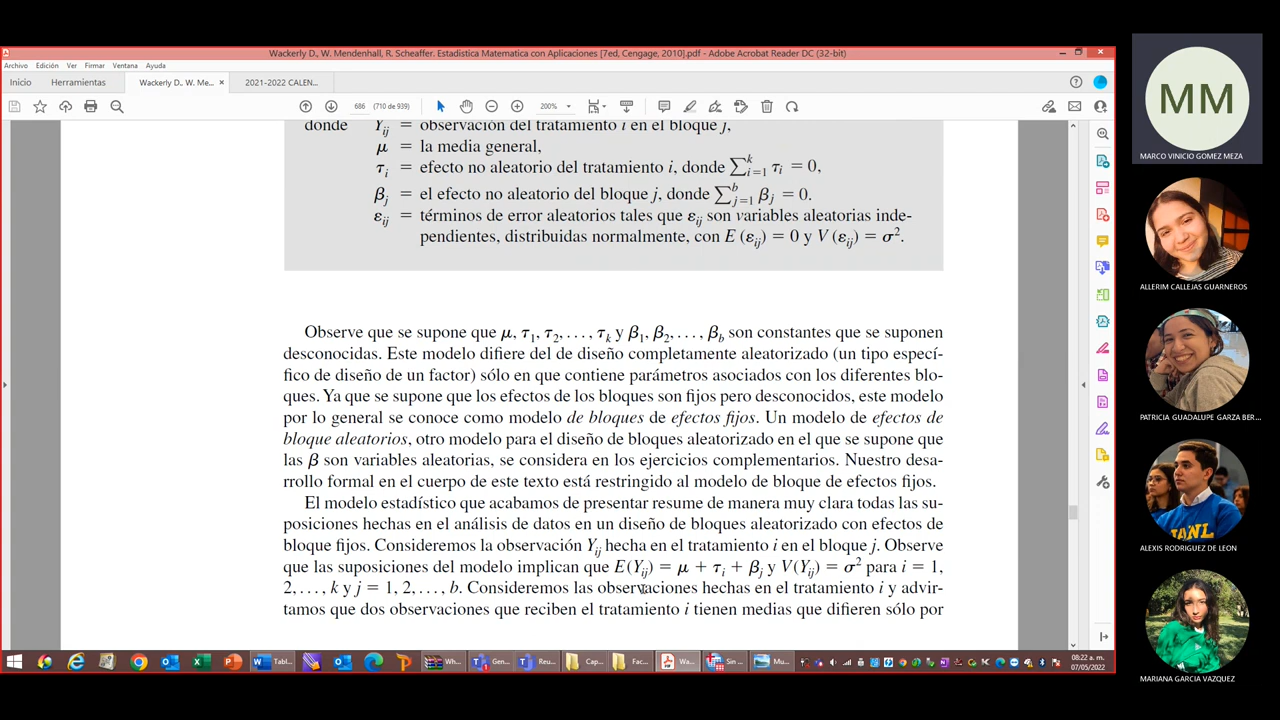 Wackerly D., W. Mendenhall, R. Scheaffer. Estadística Matematica con Aplicaciones [7ed, Cengage, 2010].pdf - Adobe Acrobat Reader DC (32-bit)
Archivo Edición Ver Firmar Ventana Ayuda
Inicio Herramientas Wackerly D., W. Me... × 2021-2022 CALEN...
686 (710 de 939) 200%
donde Yij = observación del tratamiento i en el bloque j,
μ = la media general,
τi = efecto no aleatorio del tratamiento i, donde ∑ki=1 τi = 0,
βj = el efecto no aleatorio del bloque j, donde ∑bj=1 βj = 0.
εij = términos de error aleatorios tales que εij son variables aleatorias inde-
pendientes, distribuidas normalmente, con E (εij) = 0 y V (εij) = σ².
Observe que se supone que μ, τ1, τ2, . . . , τk y β1, β2, . . . , βb son constantes que se suponen
desconocidas. Este modelo difiere del de diseño completamente aleatorizado (un tipo especí-
fico de diseño de un factor) sólo en que contiene parámetros asociados con los diferentes blo-
ques. Ya que se supone que los efectos de los bloques son fijos pero desconocidos, este modelo
por lo general se conoce como modelo de bloques de efectos fijos. Un modelo de efectos de
bloque aleatorios, otro modelo para el diseño de bloques aleatorizado en el que se supone que
las β son variables aleatorias, se considera en los ejercicios complementarios. Nuestro desa-
rrollo formal en el cuerpo de este texto está restringido al modelo de bloque de efectos fijos.
El modelo estadístico que acabamos de presentar resume de manera muy clara todas las su-
posiciones hechas en el análisis de datos en un diseño de bloques aleatorizado con efectos de
bloque fijos. Consideremos la observación Yij hecha en el tratamiento i en el bloque j. Observe
que las suposiciones del modelo implican que E(Yij) = μ + τi + βj y V(Yij) = σ² para i = 1,
2, . . . , k y j = 1, 2, . . . , b. Consideremos las observaciones hechas en el tratamiento i y advir-
tamos que dos observaciones que reciben el tratamiento i tienen medias que difieren sólo por
Tabl... Wh... Gen... Reu... Cap... Fac... Wa... Sin ... Mu...
08:22 a. m.
07/05/2022
MM
MARCO VINICIO GOMEZ MEZA
ALLERIM CALLEJAS GUARNEROS
PATRICIA GUADALUPE GARZA BER...
ALEXIS RODRIGUEZ DE LEON
MARIANA GARCIA VAZQUEZ